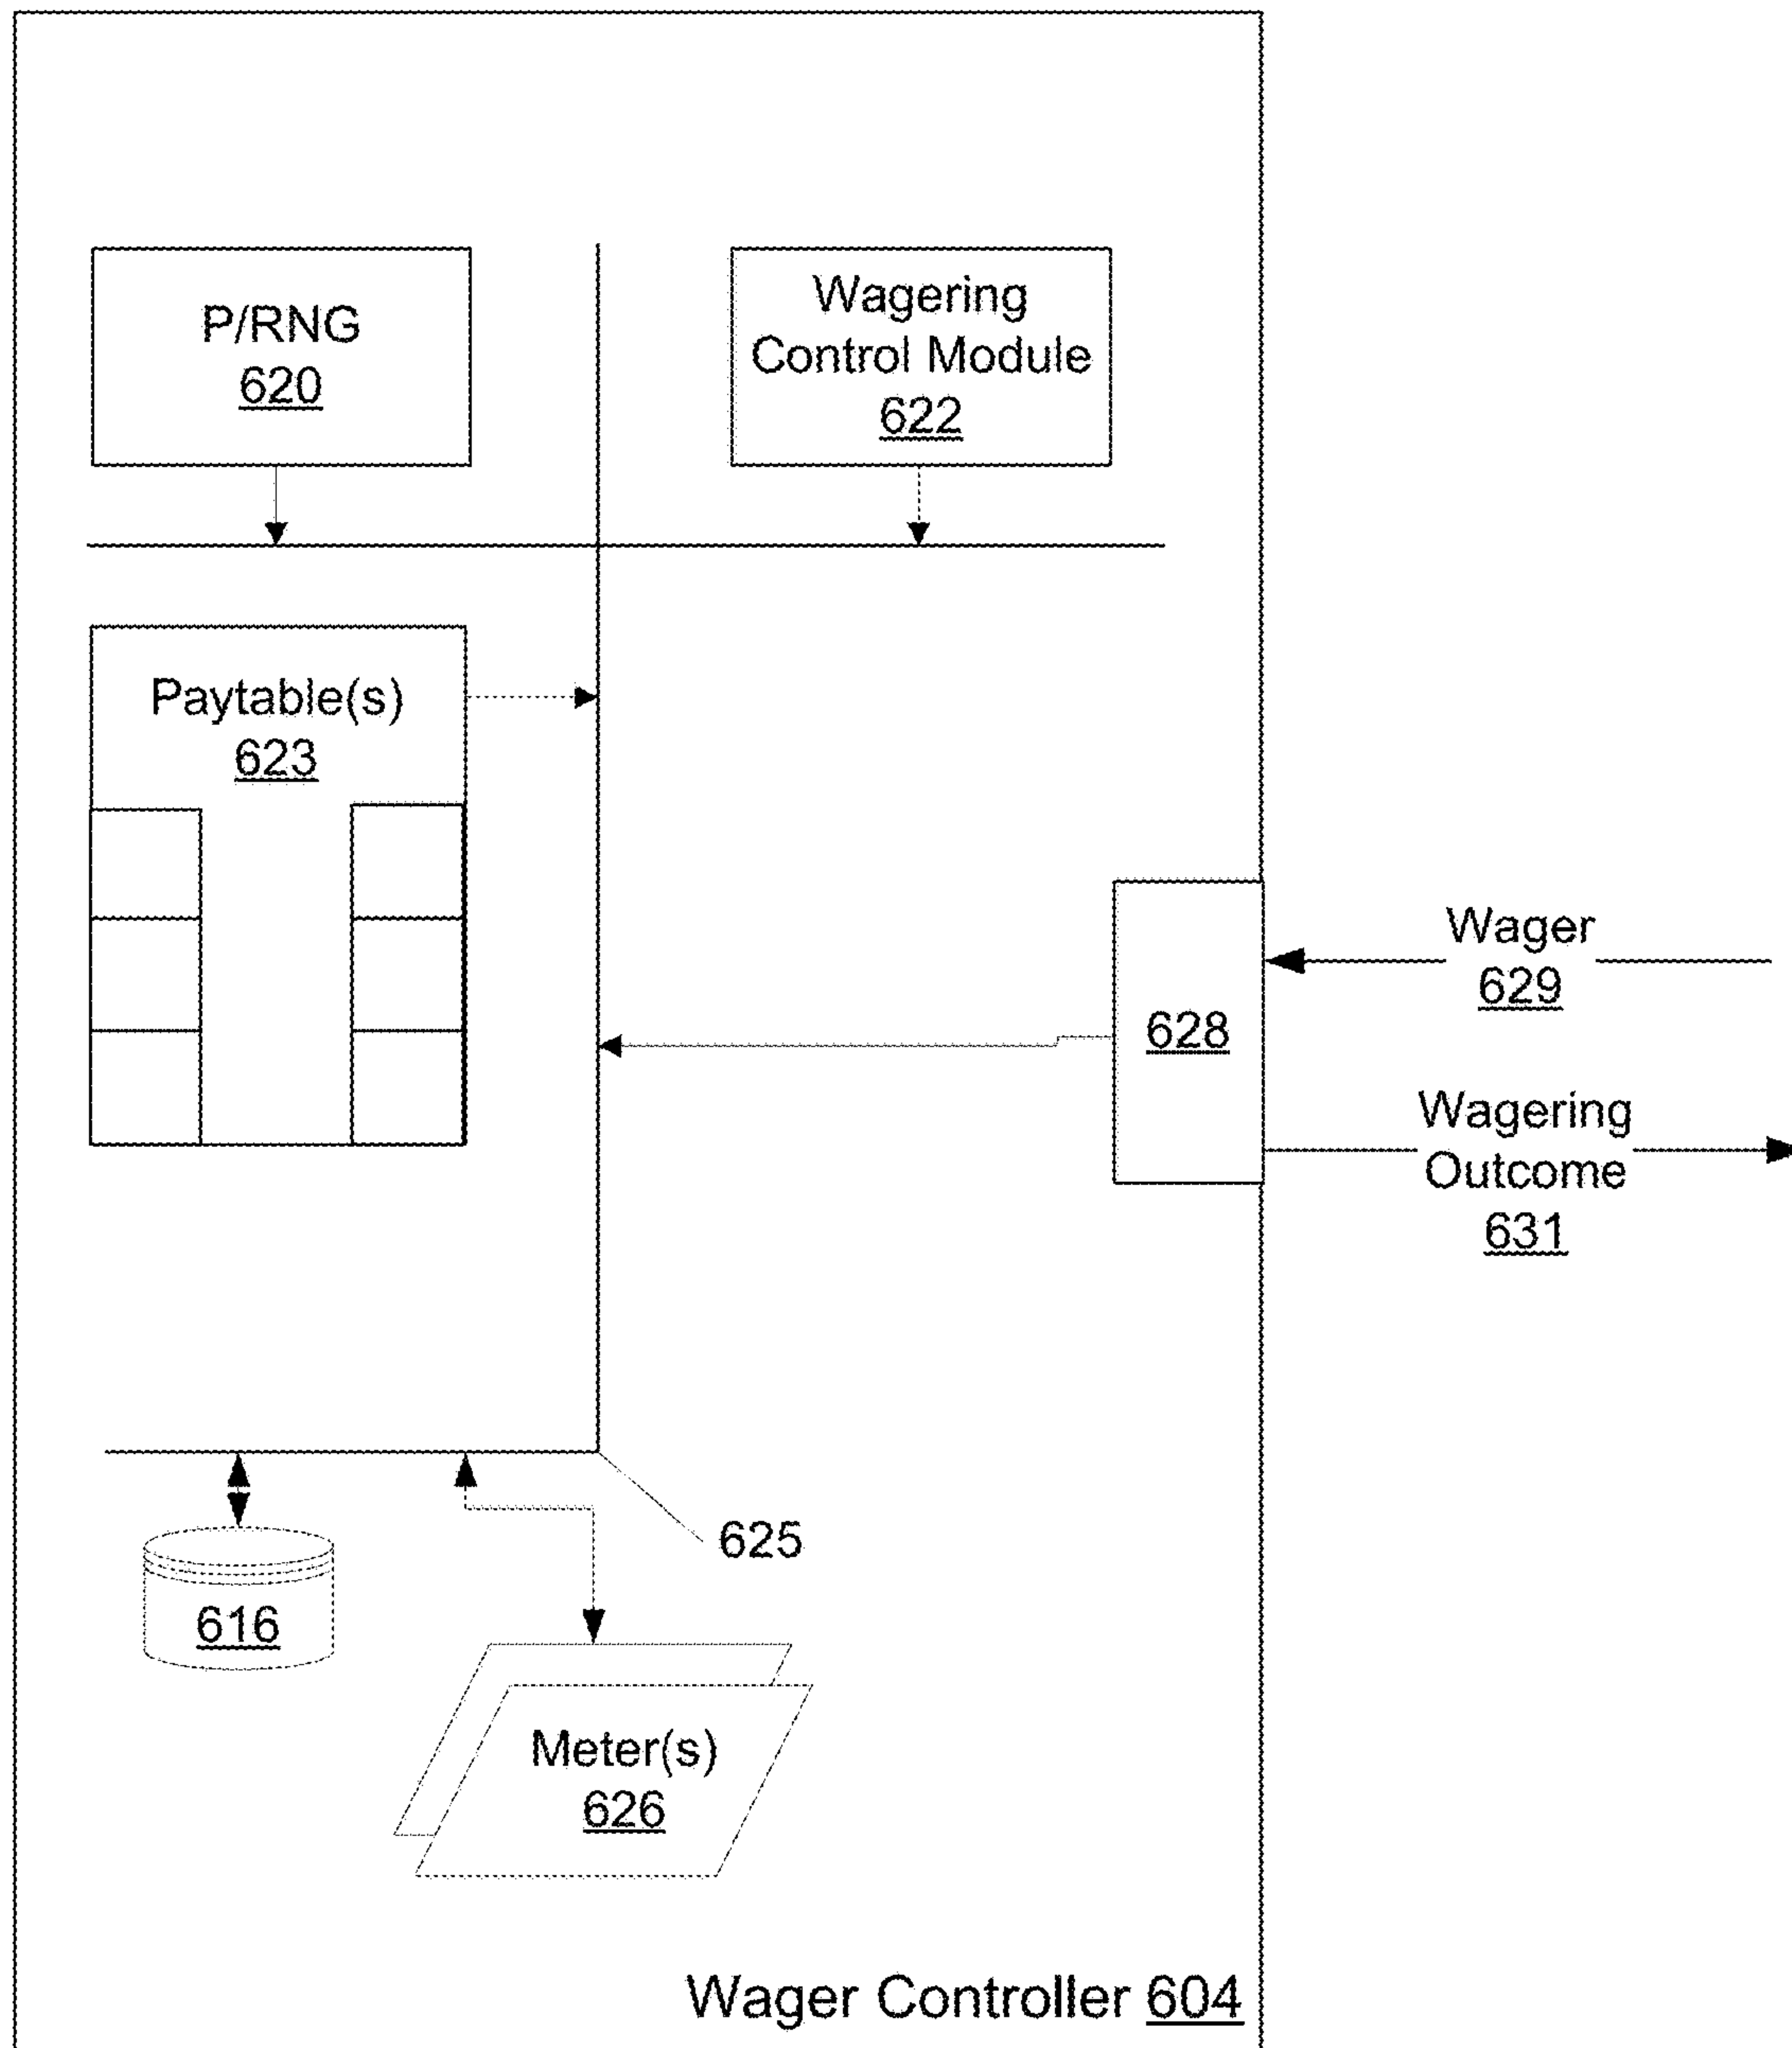 P/RNG
620
Wagering
Control Module
622
Paytable(s)
623
Wager
629
628
Wagering
Outcome
631
625
616
Meter(s)
626
Wager Controller 604